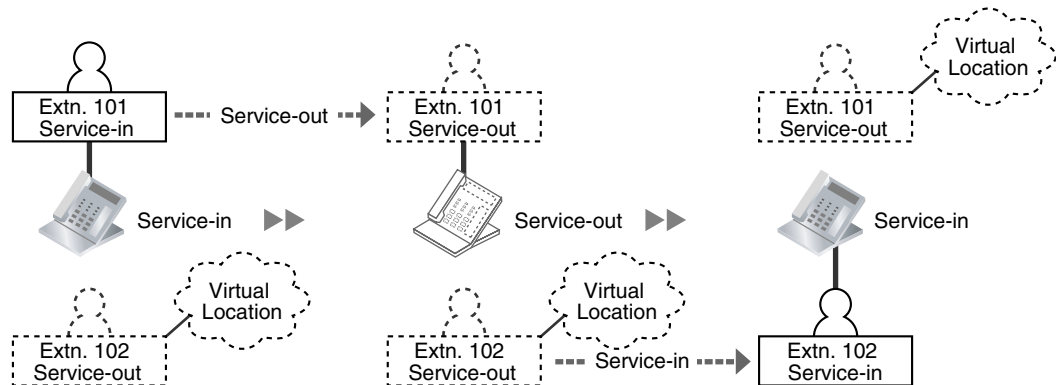 Virtual
Location
Extn. 101
Service-in
Service-out
Extn. 101
Service-out
Extn. 101
Service-out
Service-in
Service-out
Service-in
Virtual
Location
Virtual
Location
Extn. 102
Service-out
Extn. 102
Service-out
Service-in
Extn. 102
Service-in